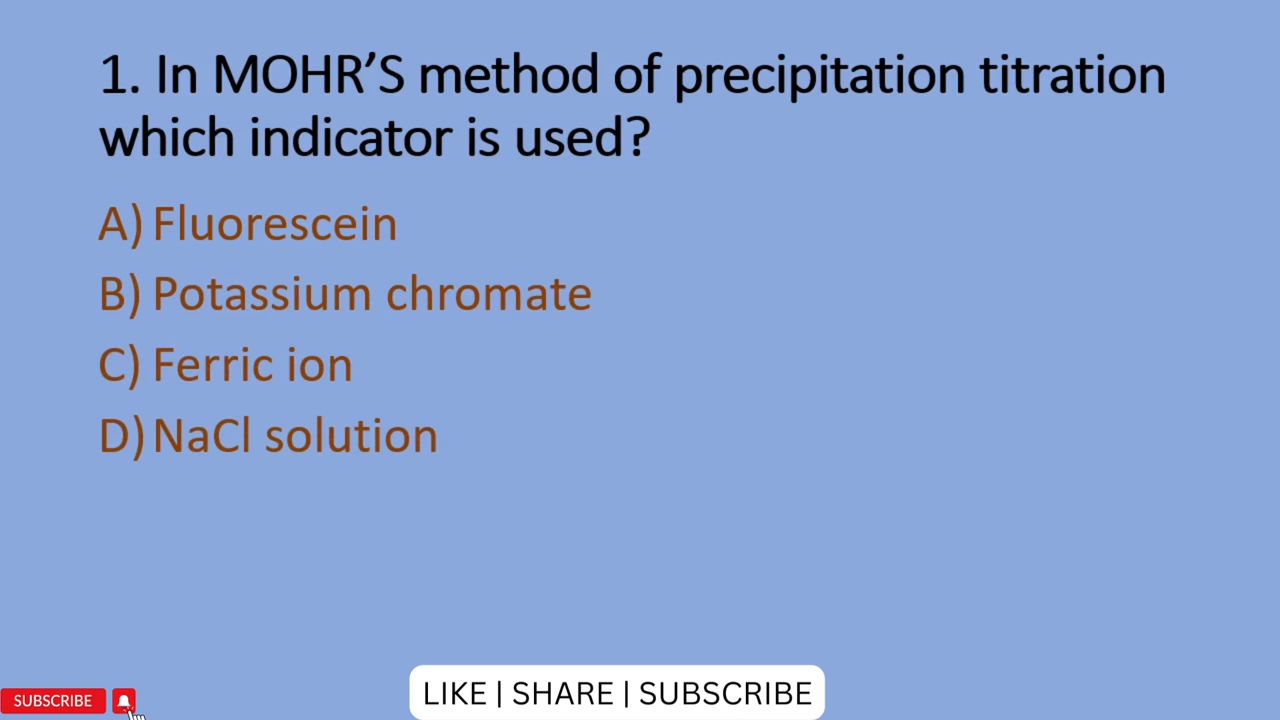 1. In MOHR’S method of precipitation titration
which indicator is used?
A) Fluorescein
B) Potassium chromate
C) Ferric ion
D) NaCl solution
LIKE | SHARE | SUBSCRIBE
SUBSCRIBE